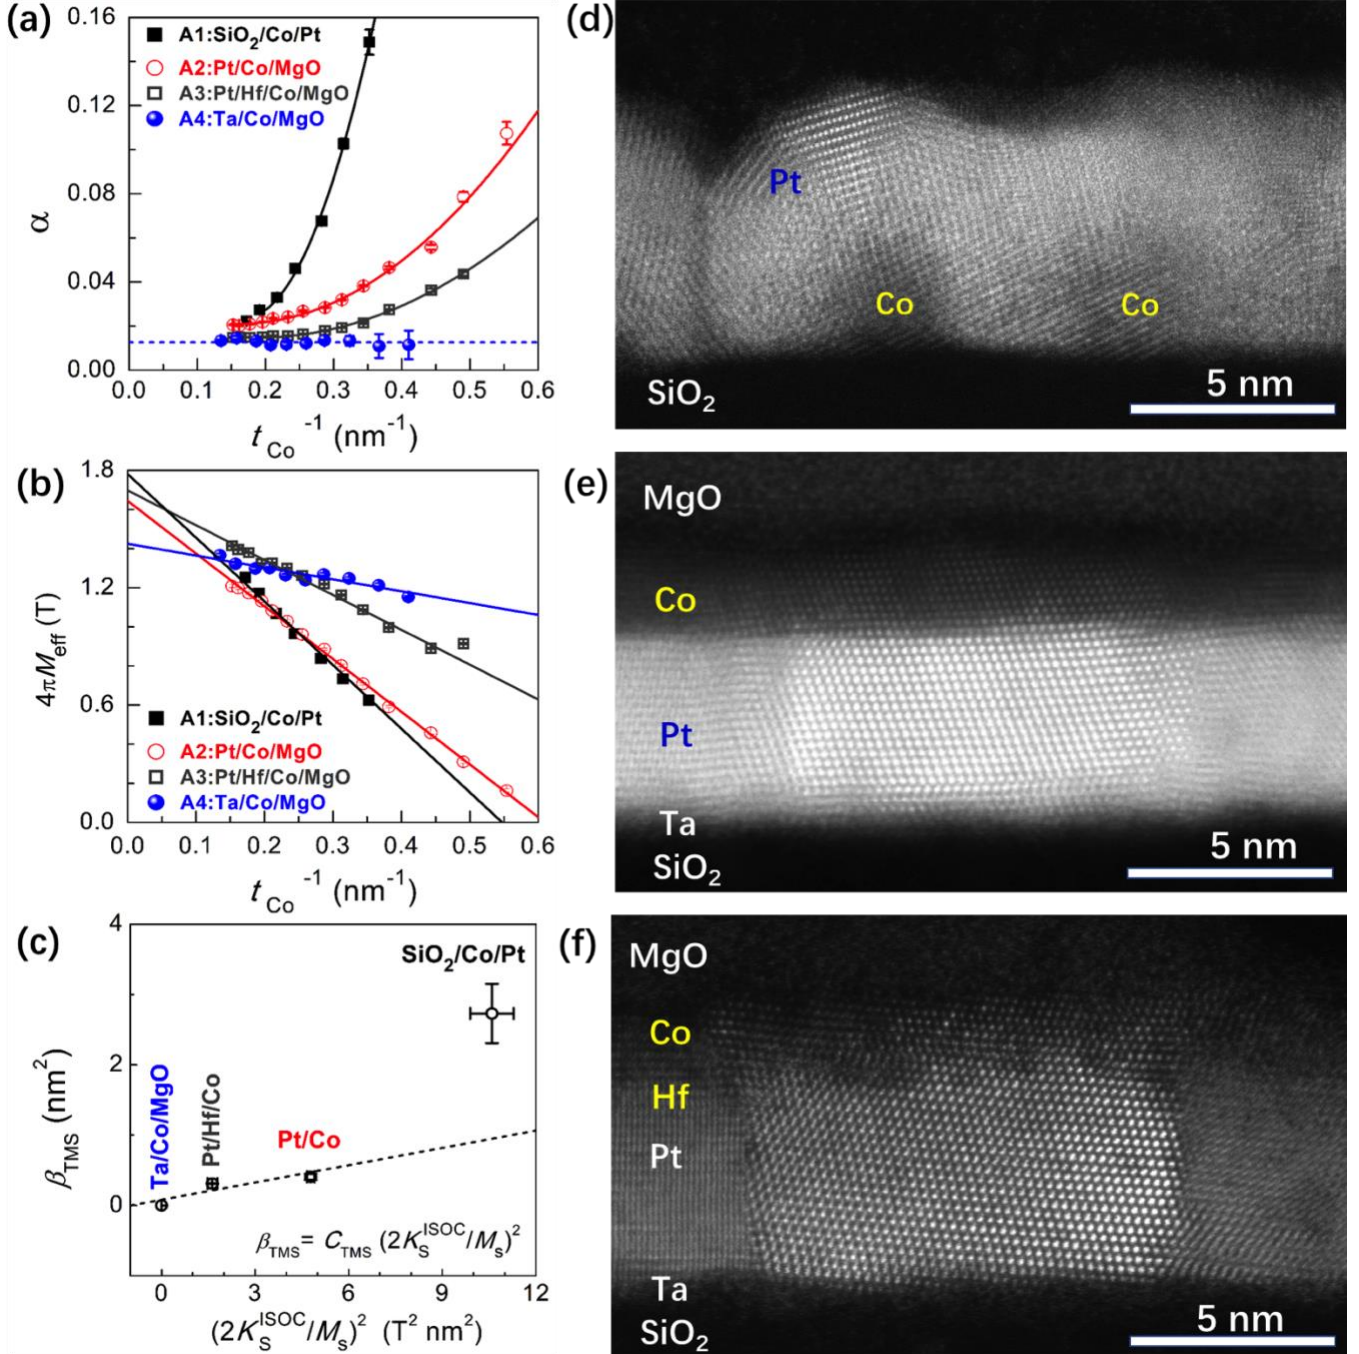 (a)
0.16
0.12
0.08
0.04
0.00
α
A1:SiO₂/Co/Pt
A2:Pt/Co/MgO
A3:Pt/Hf/Co/MgO
A4:Ta/Co/MgO
0.0 0.1 0.2 0.3 0.4 0.5 0.6
t Co ⁻¹ (nm⁻¹)
(b)
1.8
1.2
0.6
0.0
4πMeff (T)
A1:SiO₂/Co/Pt
A2:Pt/Co/MgO
A3:Pt/Hf/Co/MgO
A4:Ta/Co/MgO
0.0 0.1 0.2 0.3 0.4 0.5 0.6
t Co ⁻¹ (nm⁻¹)
(c)
4
2
0
βTMS (nm²)
SiO₂/Co/Pt
Ta/Co/MgO
Pt/Hf/Co
Pt/Co
βTMS = CTMS (2KS^ISOC/Ms)²
0 3 6 9 12
(2KS^ISOC/Ms)² (T² nm²)
(d)
Pt
Co
Co
SiO₂
5 nm
(e)
MgO
Co
Pt
Ta
SiO₂
5 nm
(f)
MgO
Co
Hf
Pt
Ta
SiO₂
5 nm